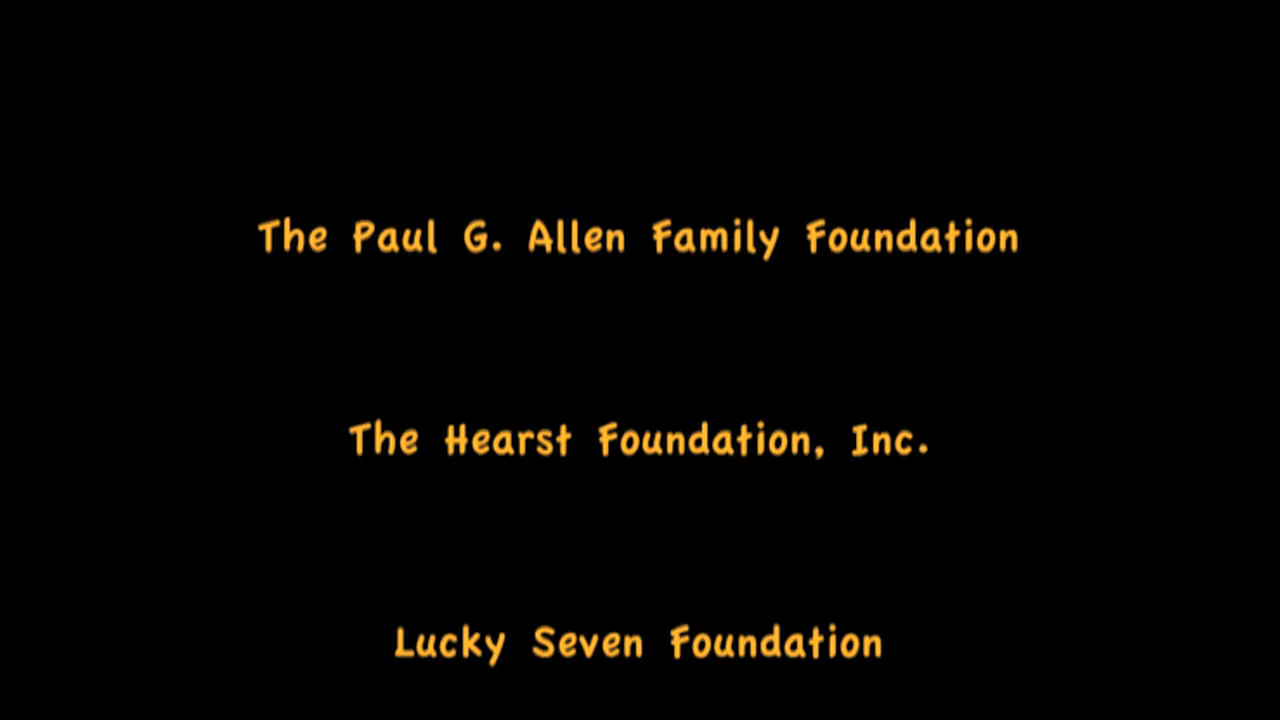 The Paul G. Allen Family Foundation
The Hearst Foundation, Inc.
Lucky Seven Foundation